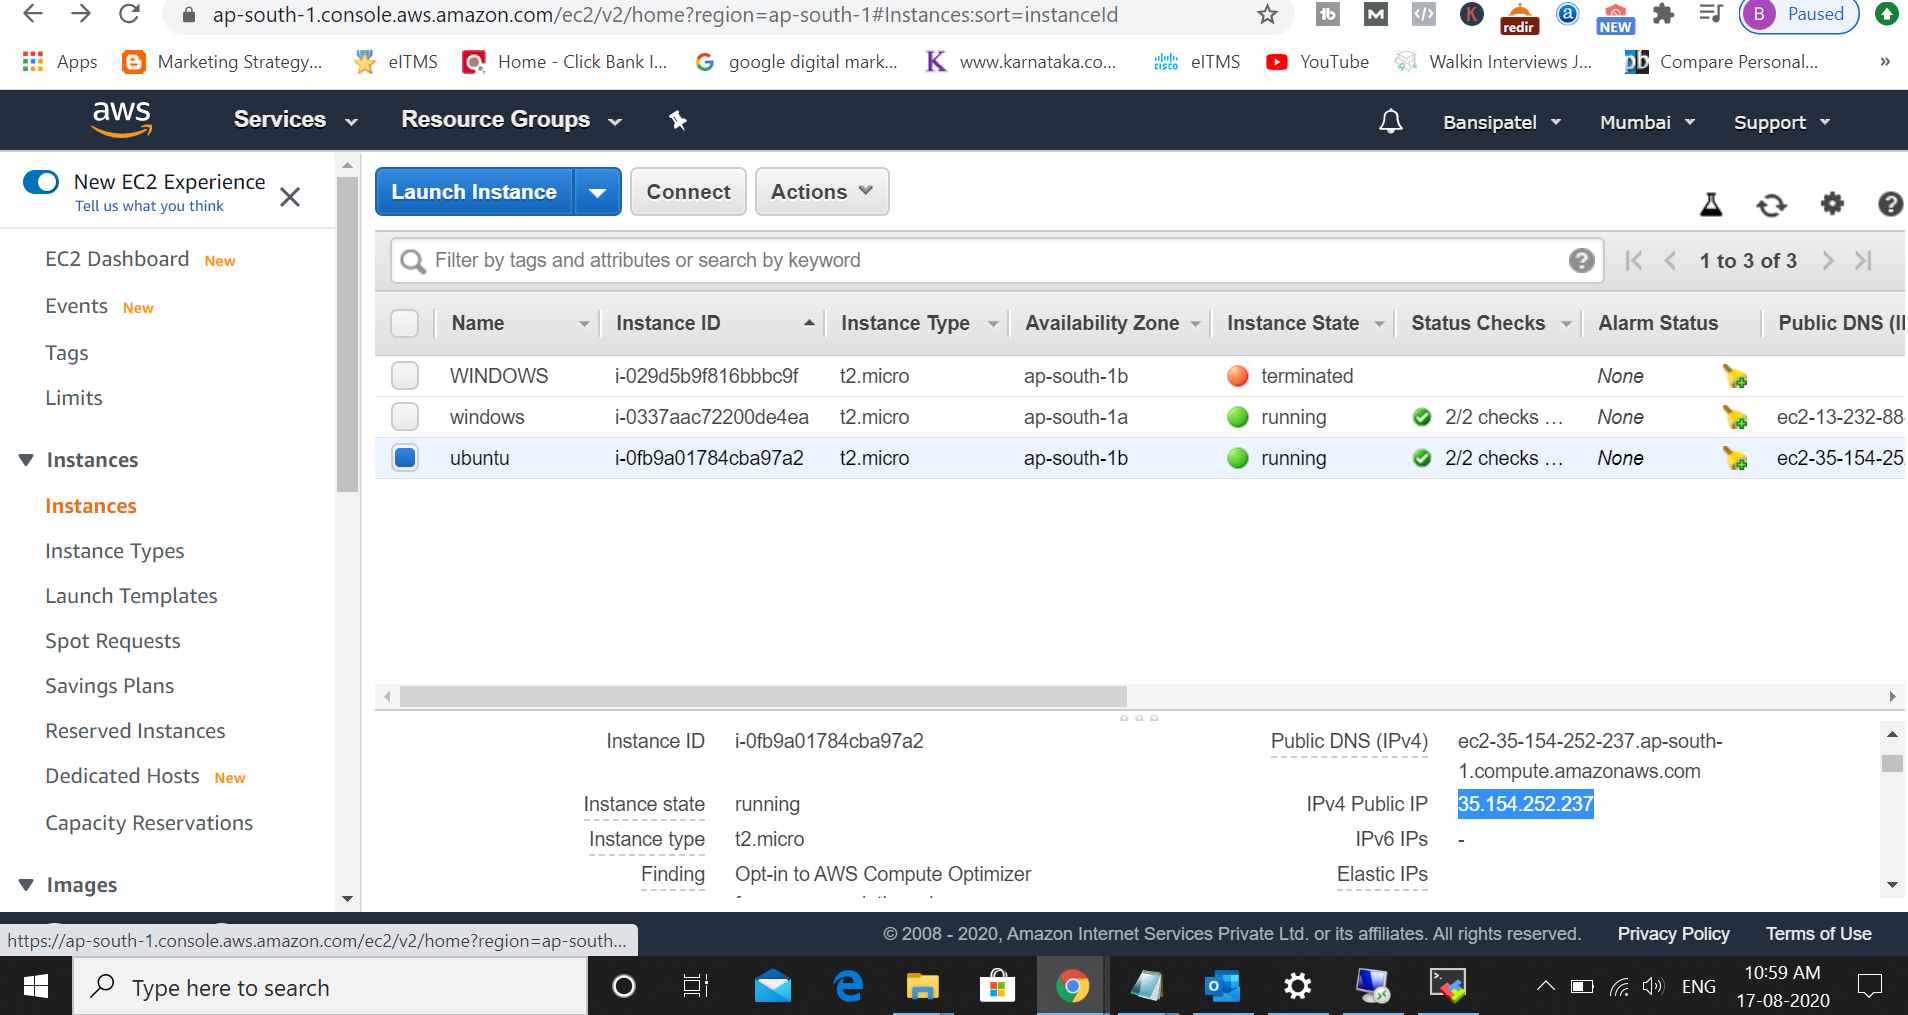 ap-south-1.console.aws.amazon.com/ec2/v2/home?region=ap-south-1#Instances:sort=instanceId
redir
NEW
B Paused
Apps Marketing Strategy... eITMS Home - Click Bank I... google digital mark... www.karnataka.co... eITMS YouTube Walkin Interviews J... Compare Personal... »
aws Services Resource Groups Bansipatel Mumbai Support
New EC2 Experience
Tell us what you think
Launch Instance Connect Actions
EC2 Dashboard New
Events New
Tags
Limits
Instances
Instances
Instance Types
Launch Templates
Spot Requests
Savings Plans
Reserved Instances
Dedicated Hosts New
Capacity Reservations
Images
Filter by tags and attributes or search by keyword 1 to 3 of 3
Name Instance ID Instance Type Availability Zone Instance State Status Checks Alarm Status Public DNS (I
WINDOWS i-029d5b9f816bbbc9f t2.micro ap-south-1b terminated None
windows i-0337aac72200de4ea t2.micro ap-south-1a running 2/2 checks ... None ec2-13-232-88
ubuntu i-0fb9a01784cba97a2 t2.micro ap-south-1b running 2/2 checks ... None ec2-35-154-25
Instance ID i-0fb9a01784cba97a2 Public DNS (IPv4) ec2-35-154-252-237.ap-south-
1.compute.amazonaws.com
Instance state running IPv4 Public IP 35.154.252.237
Instance type t2.micro IPv6 IPs -
Finding Opt-in to AWS Compute Optimizer Elastic IPs
https://ap-south-1.console.aws.amazon.com/ec2/v2/home?region=ap-south...
© 2008 - 2020, Amazon Internet Services Private Ltd. or its affiliates. All rights reserved. Privacy Policy Terms of Use
Type here to search
ENG
10:59 AM
17-08-2020